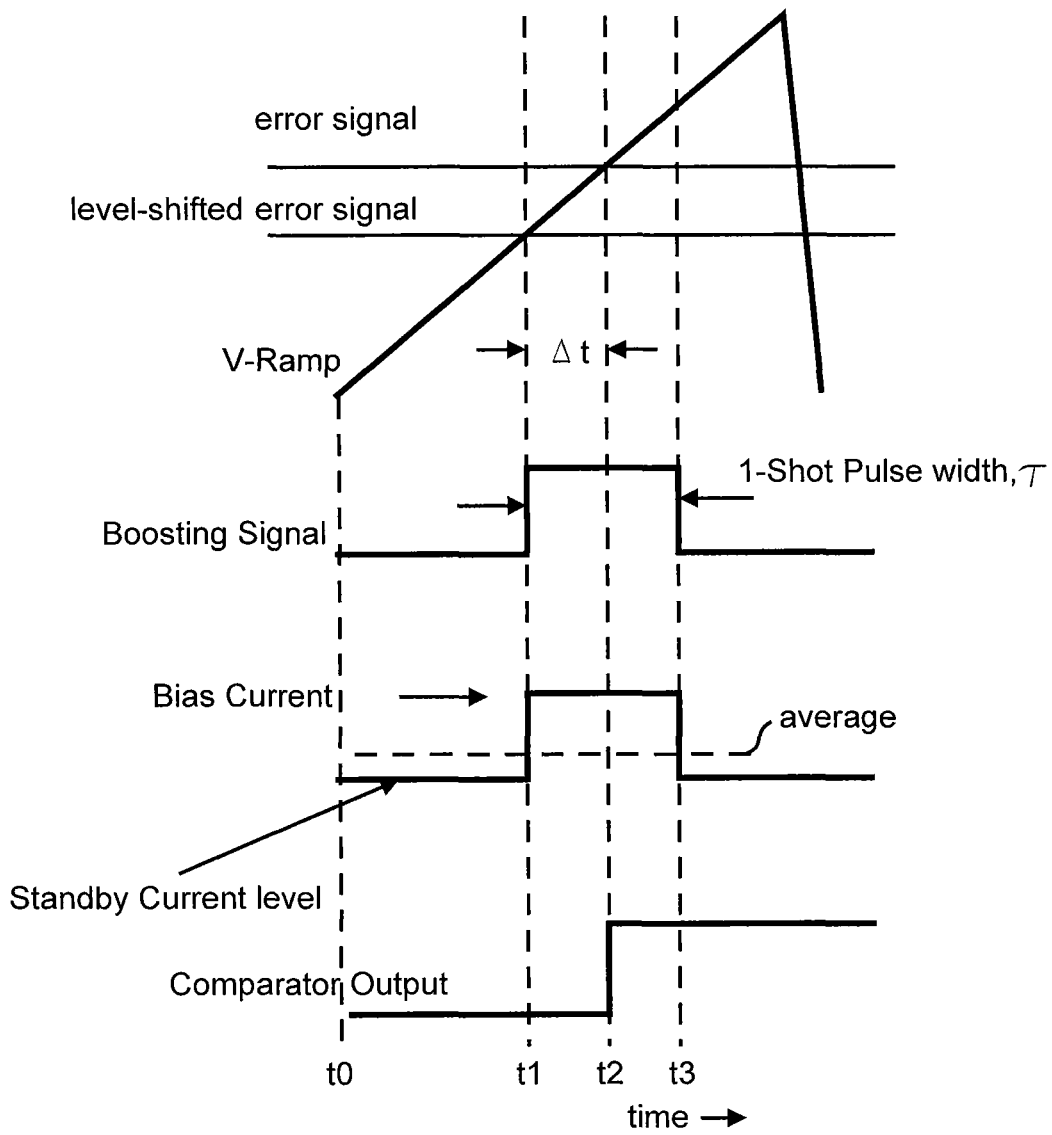 error signal
level-shifted error signal
V-Ramp
Δ t
1-Shot Pulse width,τ
Boosting Signal
Bias Current
average
Standby Current level
Comparator Output
t0 t1 t2 t3
time